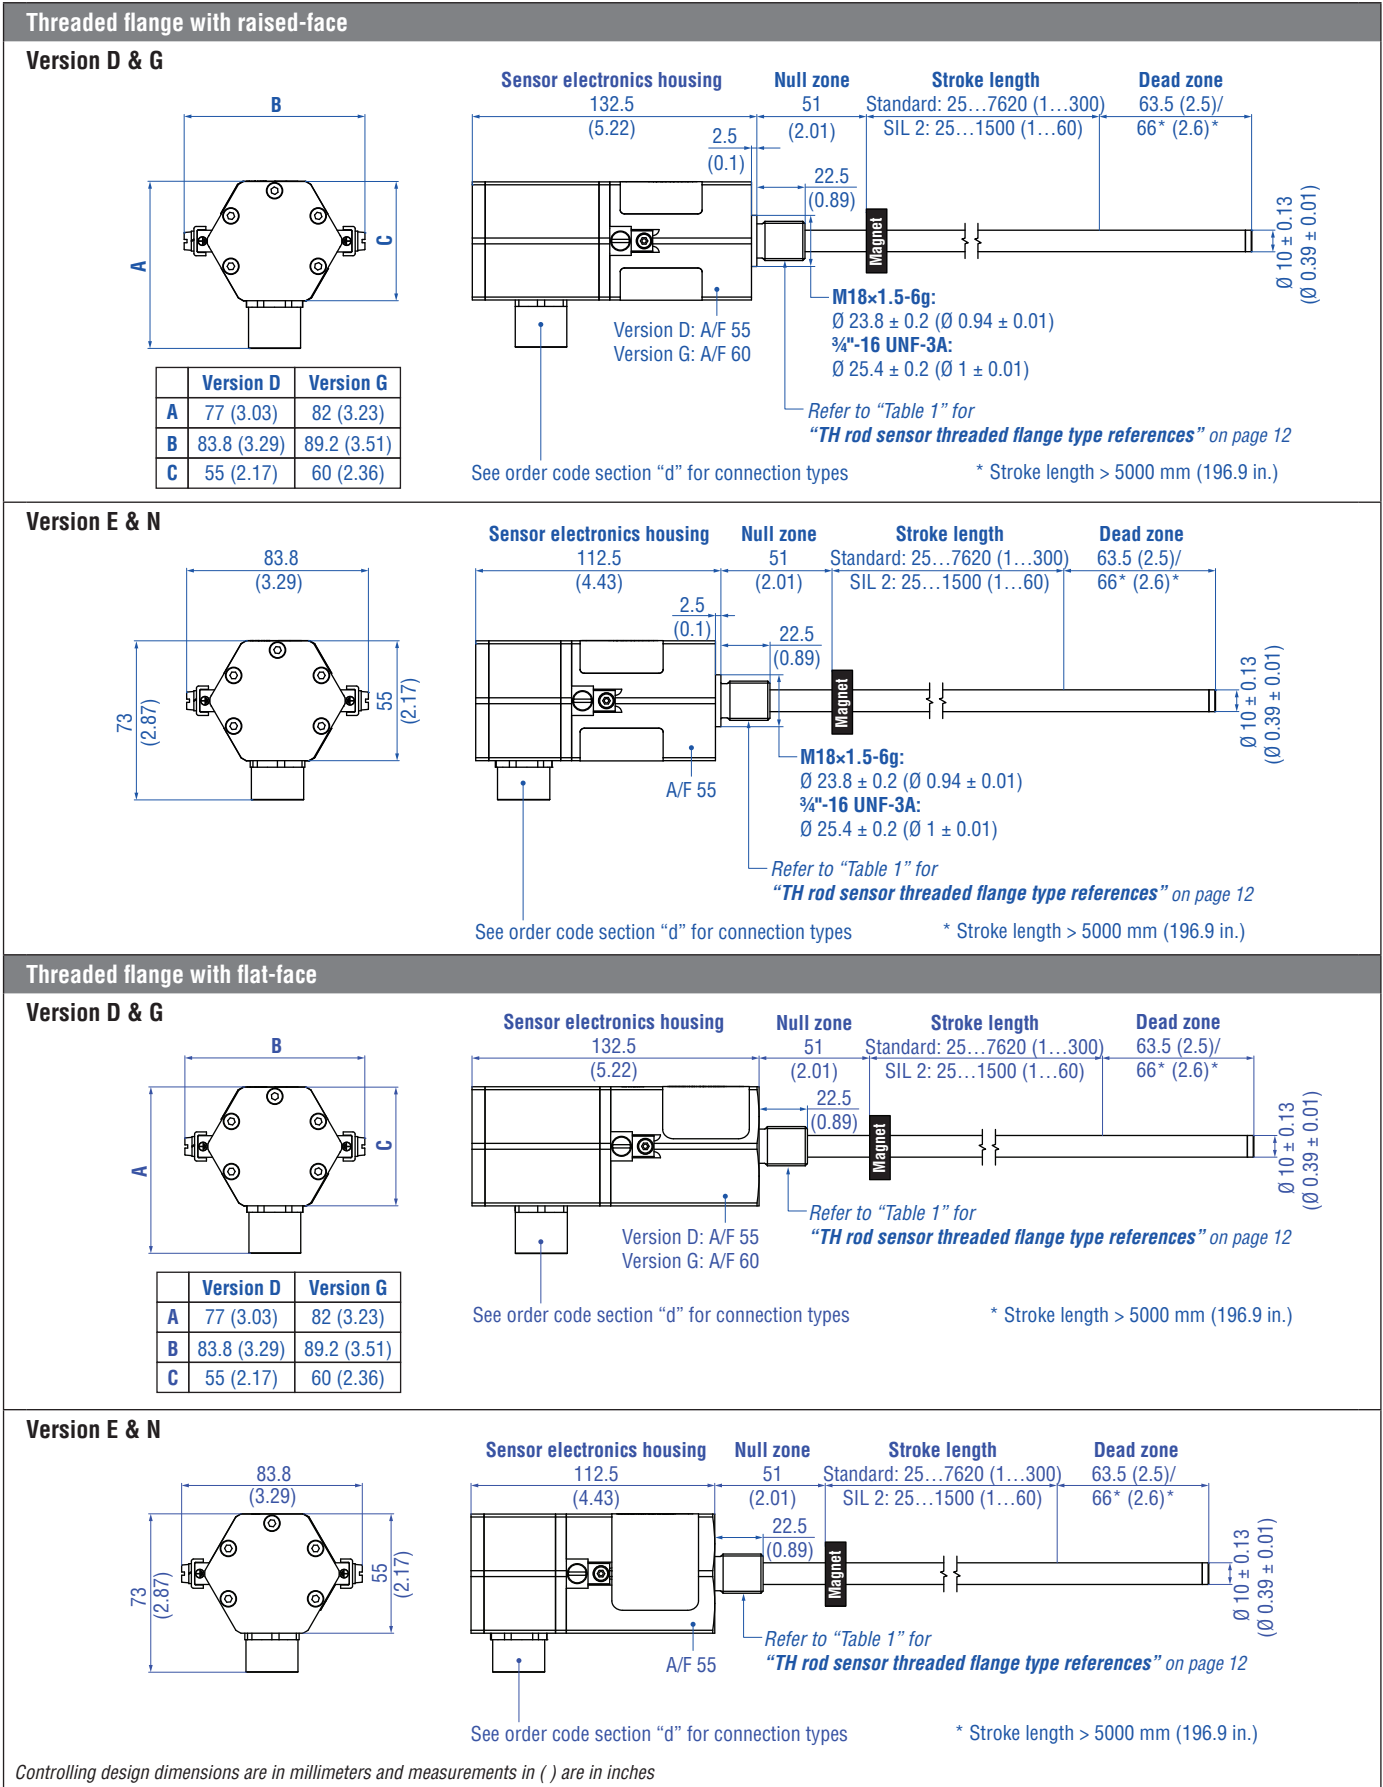 Threaded flange with raised-face
Version D & G
B
A
C
Version D Version G
A 77 (3.03) 82 (3.23)
B 83.8 (3.29) 89.2 (3.51)
C 55 (2.17) 60 (2.36)
Sensor electronics housing Null zone Stroke length Dead zone
132.5 51 Standard: 25…7620 (1…300) 63.5 (2.5)/
(5.22) (2.01) SIL 2: 25…1500 (1…60) 66* (2.6)*
2.5
(0.1)
22.5
(0.89)
Magnet
Ø 10 ± 0.13
(Ø 0.39 ± 0.01)
M18×1.5-6g:
Ø 23.8 ± 0.2 (Ø 0.94 ± 0.01)
¾"-16 UNF-3A:
Ø 25.4 ± 0.2 (Ø 1 ± 0.01)
Version D: A/F 55
Version G: A/F 60
Refer to “Table 1” for
“TH rod sensor threaded flange type references” on page 12
See order code section “d” for connection types
* Stroke length > 5000 mm (196.9 in.)
Version E & N
83.8
(3.29)
73
(2.87)
55
(2.17)
Sensor electronics housing Null zone Stroke length Dead zone
112.5 51 Standard: 25…7620 (1…300) 63.5 (2.5)/
(4.43) (2.01) SIL 2: 25…1500 (1…60) 66* (2.6)*
2.5
(0.1)
22.5
(0.89)
Magnet
Ø 10 ± 0.13
(Ø 0.39 ± 0.01)
M18×1.5-6g:
Ø 23.8 ± 0.2 (Ø 0.94 ± 0.01)
¾"-16 UNF-3A:
Ø 25.4 ± 0.2 (Ø 1 ± 0.01)
A/F 55
Refer to “Table 1” for
“TH rod sensor threaded flange type references” on page 12
See order code section “d” for connection types
* Stroke length > 5000 mm (196.9 in.)
Threaded flange with flat-face
Version D & G
B
A
C
Version D Version G
A 77 (3.03) 82 (3.23)
B 83.8 (3.29) 89.2 (3.51)
C 55 (2.17) 60 (2.36)
Sensor electronics housing Null zone Stroke length Dead zone
132.5 51 Standard: 25…7620 (1…300) 63.5 (2.5)/
(5.22) (2.01) SIL 2: 25…1500 (1…60) 66* (2.6)*
22.5
(0.89)
Magnet
Ø 10 ± 0.13
(Ø 0.39 ± 0.01)
Version D: A/F 55
Version G: A/F 60
Refer to “Table 1” for
“TH rod sensor threaded flange type references” on page 12
See order code section “d” for connection types
* Stroke length > 5000 mm (196.9 in.)
Version E & N
83.8
(3.29)
73
(2.87)
55
(2.17)
Sensor electronics housing Null zone Stroke length Dead zone
112.5 51 Standard: 25…7620 (1…300) 63.5 (2.5)/
(4.43) (2.01) SIL 2: 25…1500 (1…60) 66* (2.6)*
22.5
(0.89)
Magnet
Ø 10 ± 0.13
(Ø 0.39 ± 0.01)
A/F 55
Refer to “Table 1” for
“TH rod sensor threaded flange type references” on page 12
See order code section “d” for connection types
* Stroke length > 5000 mm (196.9 in.)
Controlling design dimensions are in millimeters and measurements in ( ) are in inches